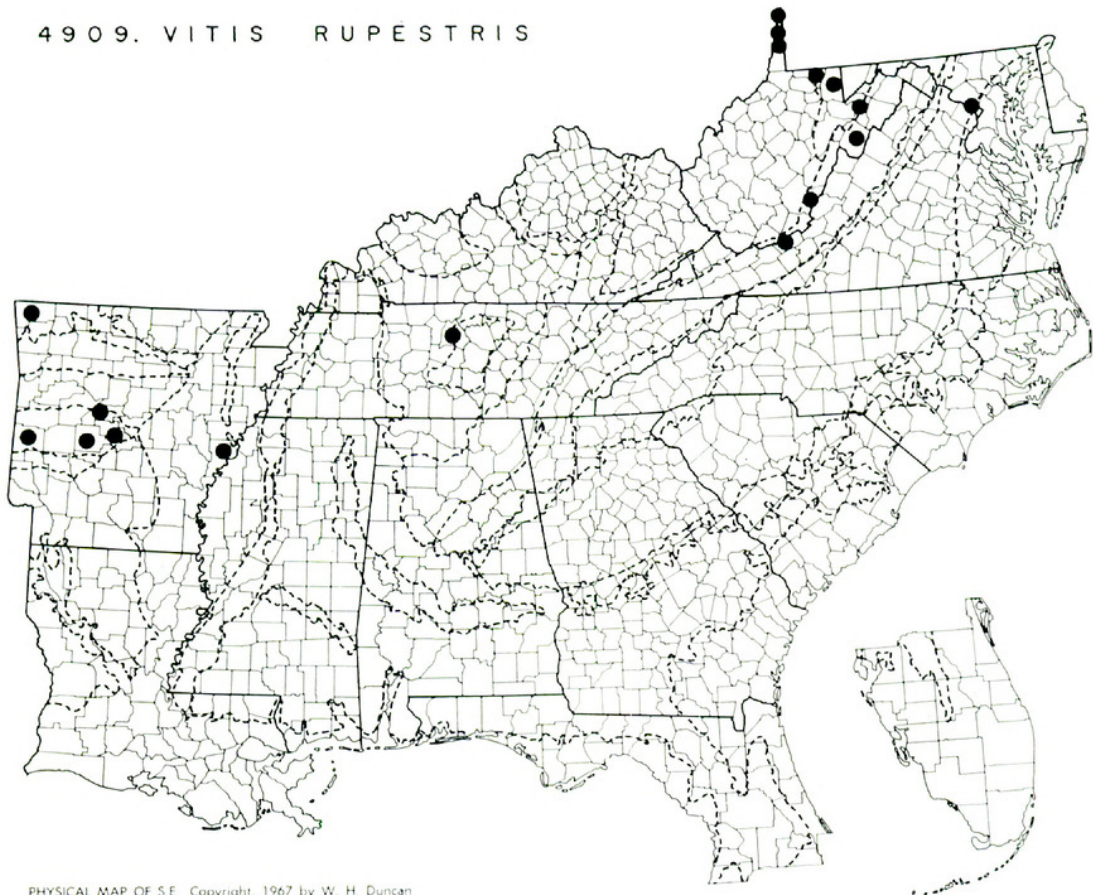 4909. VITIS RUPESTRIS
PHYSICAL MAP OF S.E. Copyright, 1967 by W. H. Duncan